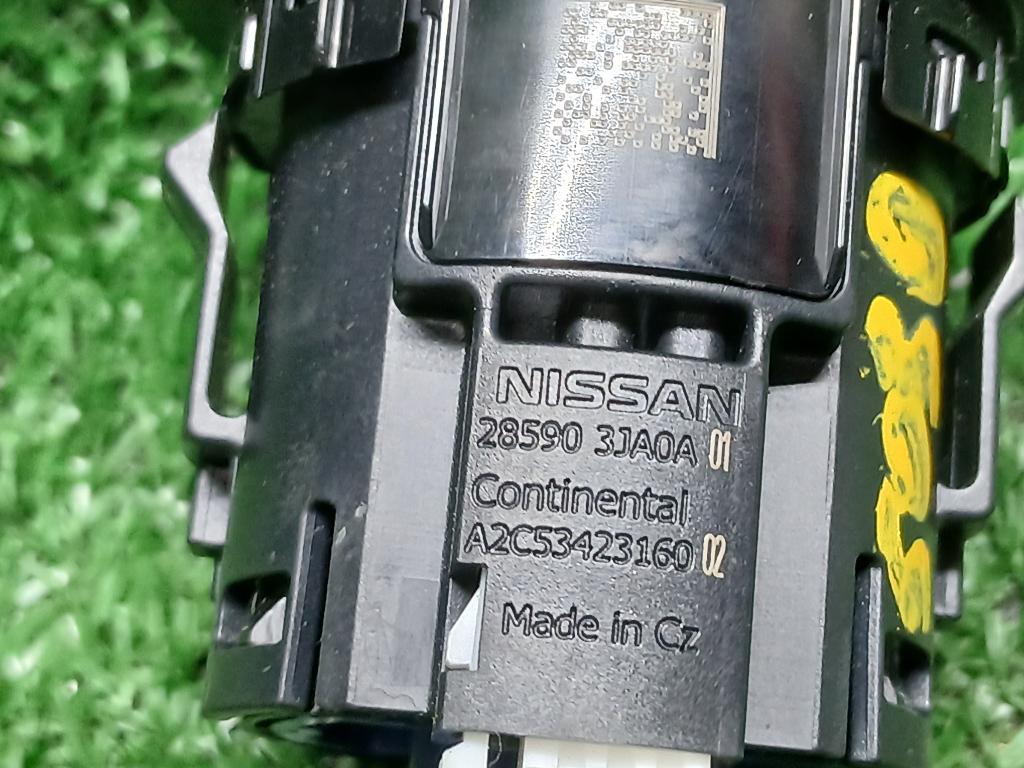 NISSAN
28590 3JA0A 01
Continental
A2C53423160 02
Made in Cz